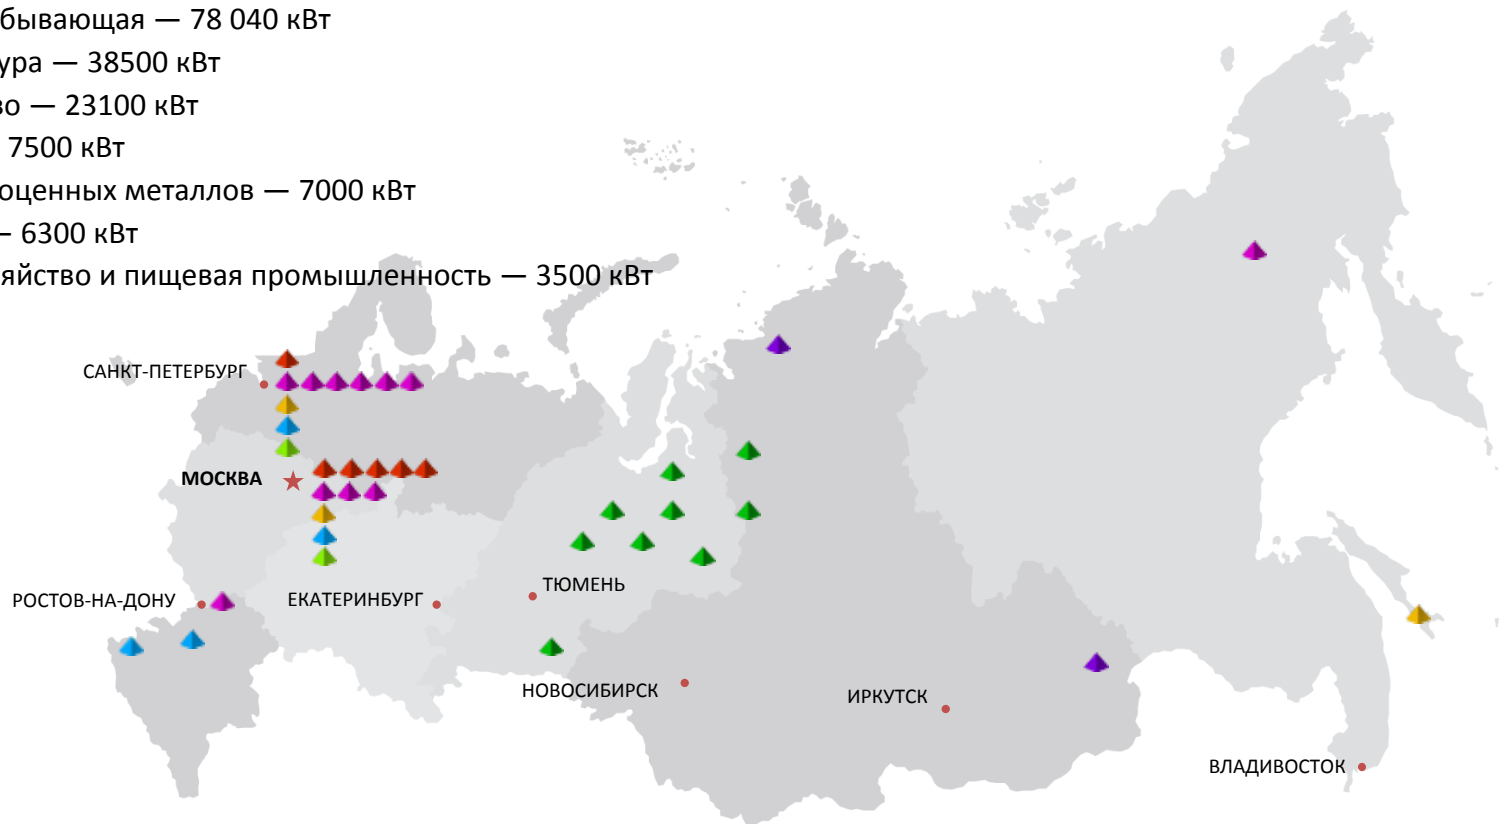 бывающая — 78 040 кВт
ура — 38500 кВт
во — 23100 кВт
7500 кВт
оценных металлов — 7000 кВт
– 6300 кВт
яйство и пищевая промышленность — 3500 кВт
САНКТ-ПЕТЕРБУРГ
МОСКВА
РОСТОВ-НА-ДОНУ
ЕКАТЕРИНБУРГ
ТЮМЕНЬ
НОВОСИБИРСК
ИРКУТСК
ВЛАДИВОСТОК